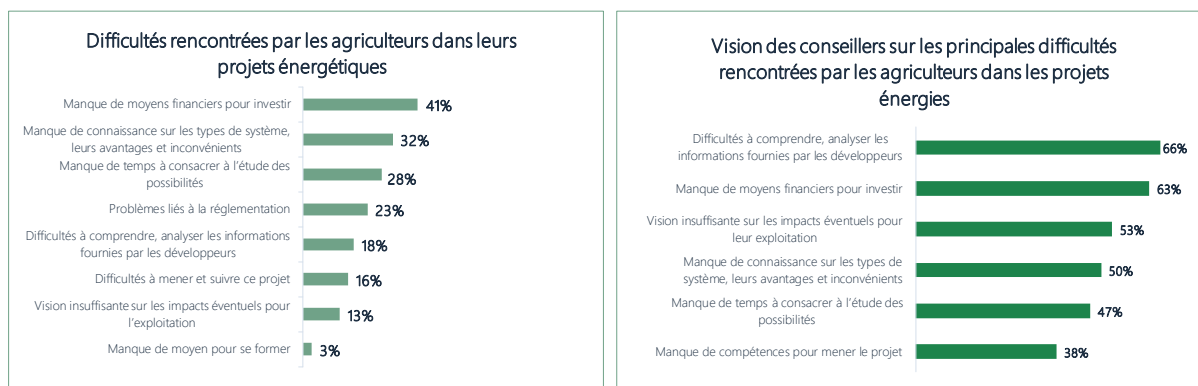 Difficultés rencontrées par les agriculteurs dans leurs
projets énergétiques
Manque de moyens financiers pour investir
41%
Manque de connaissance sur les types de système,
leurs avantages et inconvénients
32%
Manque de temps à consacrer à l'étude des
possibilités
28%
Problèmes liés à la réglementation
23%
Difficultés à comprendre, analyser les informations
fournies par les développeurs
18%
Difficultés à mener et suivre ce projet
16%
Vision insuffisante sur les impacts éventuels pour
l'exploitation
13%
Manque de moyen pour se former
3%
Vision des conseillers sur les principales difficultés
rencontrées par les agriculteurs dans les projets
énergies
Difficultés à comprendre, analyser les
informations fournies par les développeurs
66%
Manque de moyens financiers pour investir
63%
Vision insuffisante sur les impacts éventuels pour
leur exploitation
53%
Manque de connaissance sur les types de
système, leurs avantages et inconvénients
50%
Manque de temps à consacrer à l'étude des
possibilités
47%
Manque de compétences pour mener le projet
38%